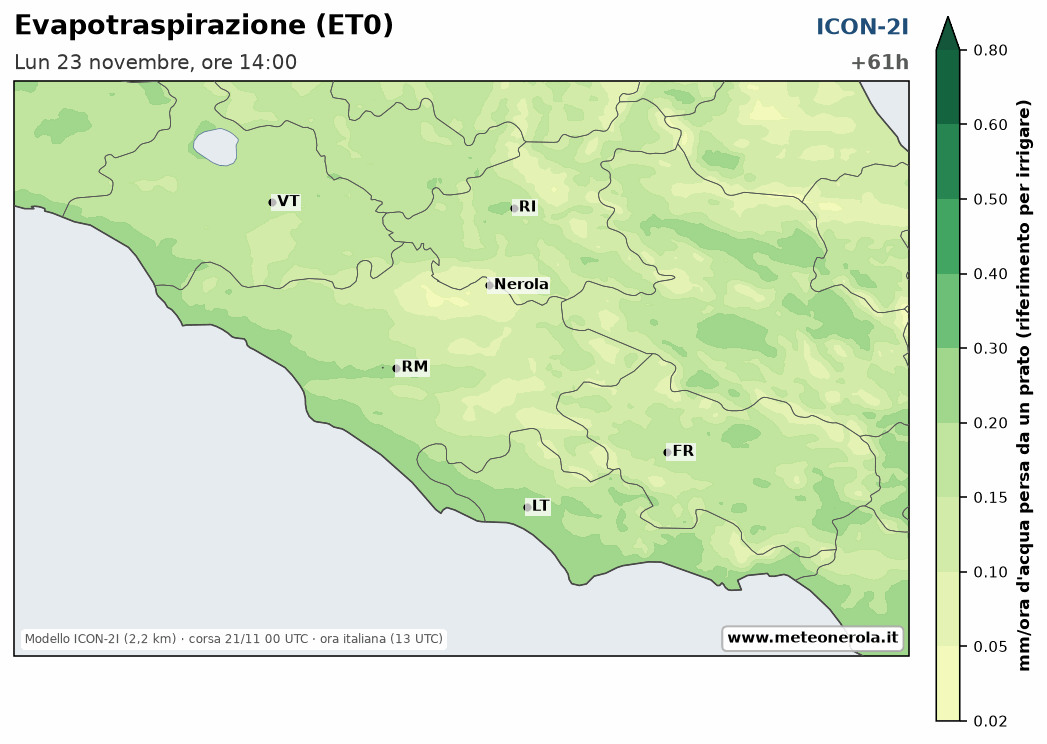 Evapotraspirazione (ET0)
ICON-2I
Lun 23 novembre, ore 14:00
+61h
VT
RI
Nerola
RM
FR
LT
Modello ICON-2I (2,2 km) · corsa 21/11 00 UTC · ora italiana (13 UTC)
www.meteonerola.it
0.80
0.60
0.50
0.40
0.30
0.20
0.15
0.10
0.05
0.02
mm/ora d'acqua persa da un prato (riferimento per irrigare)